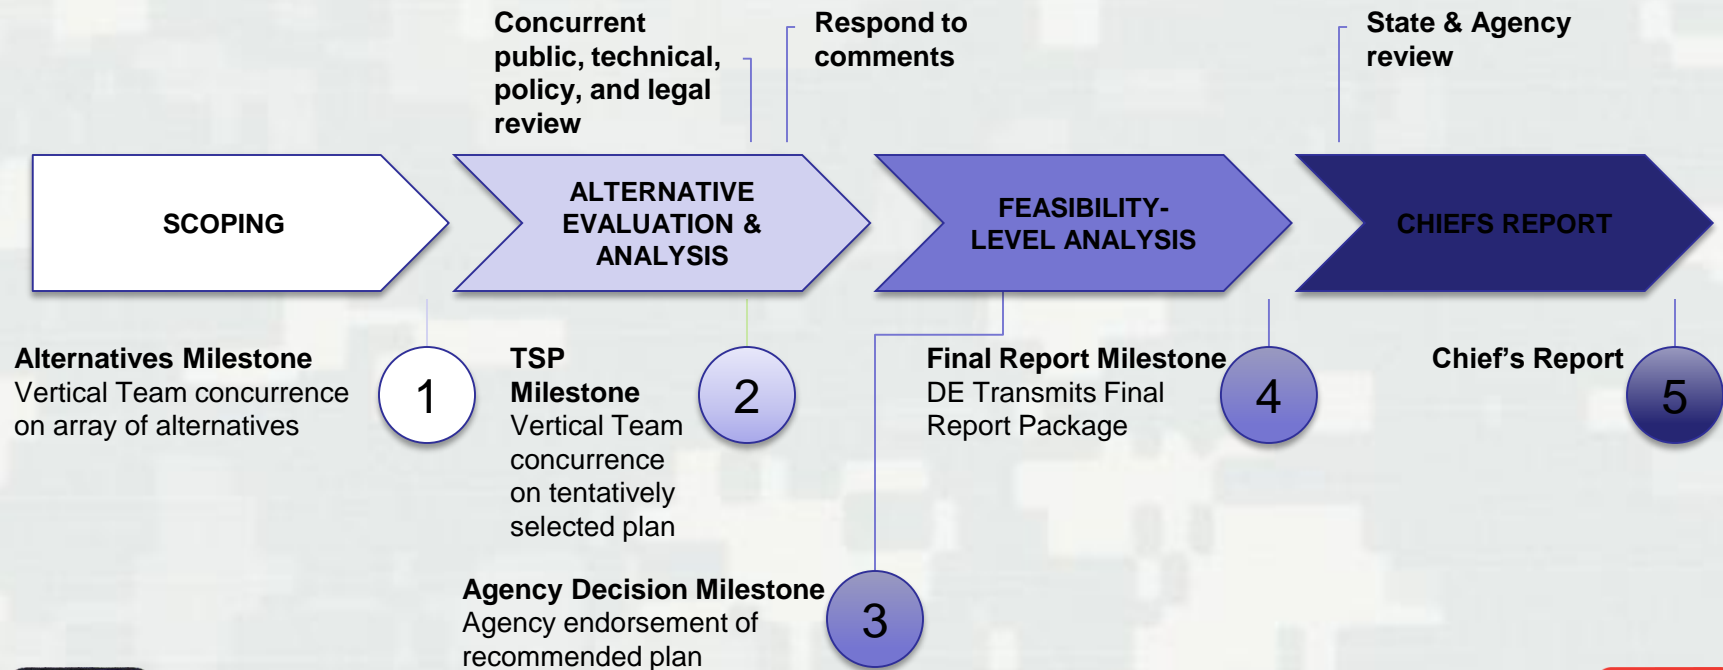 Concurrent
public, technical,
policy, and legal
review
Respond to
comments
State & Agency
review
SCOPING
ALTERNATIVE
EVALUATION &
ANALYSIS
FEASIBILITY-
LEVEL ANALYSIS
CHIEFS REPORT
Alternatives Milestone
Vertical Team concurrence
on array of alternatives
1
TSP
Milestone
Vertical Team
concurrence
on tentatively
selected plan
2
Agency Decision Milestone
Agency endorsement of
recommended plan
3
Final Report Milestone
DE Transmits Final
Report Package
4
Chief's Report
5